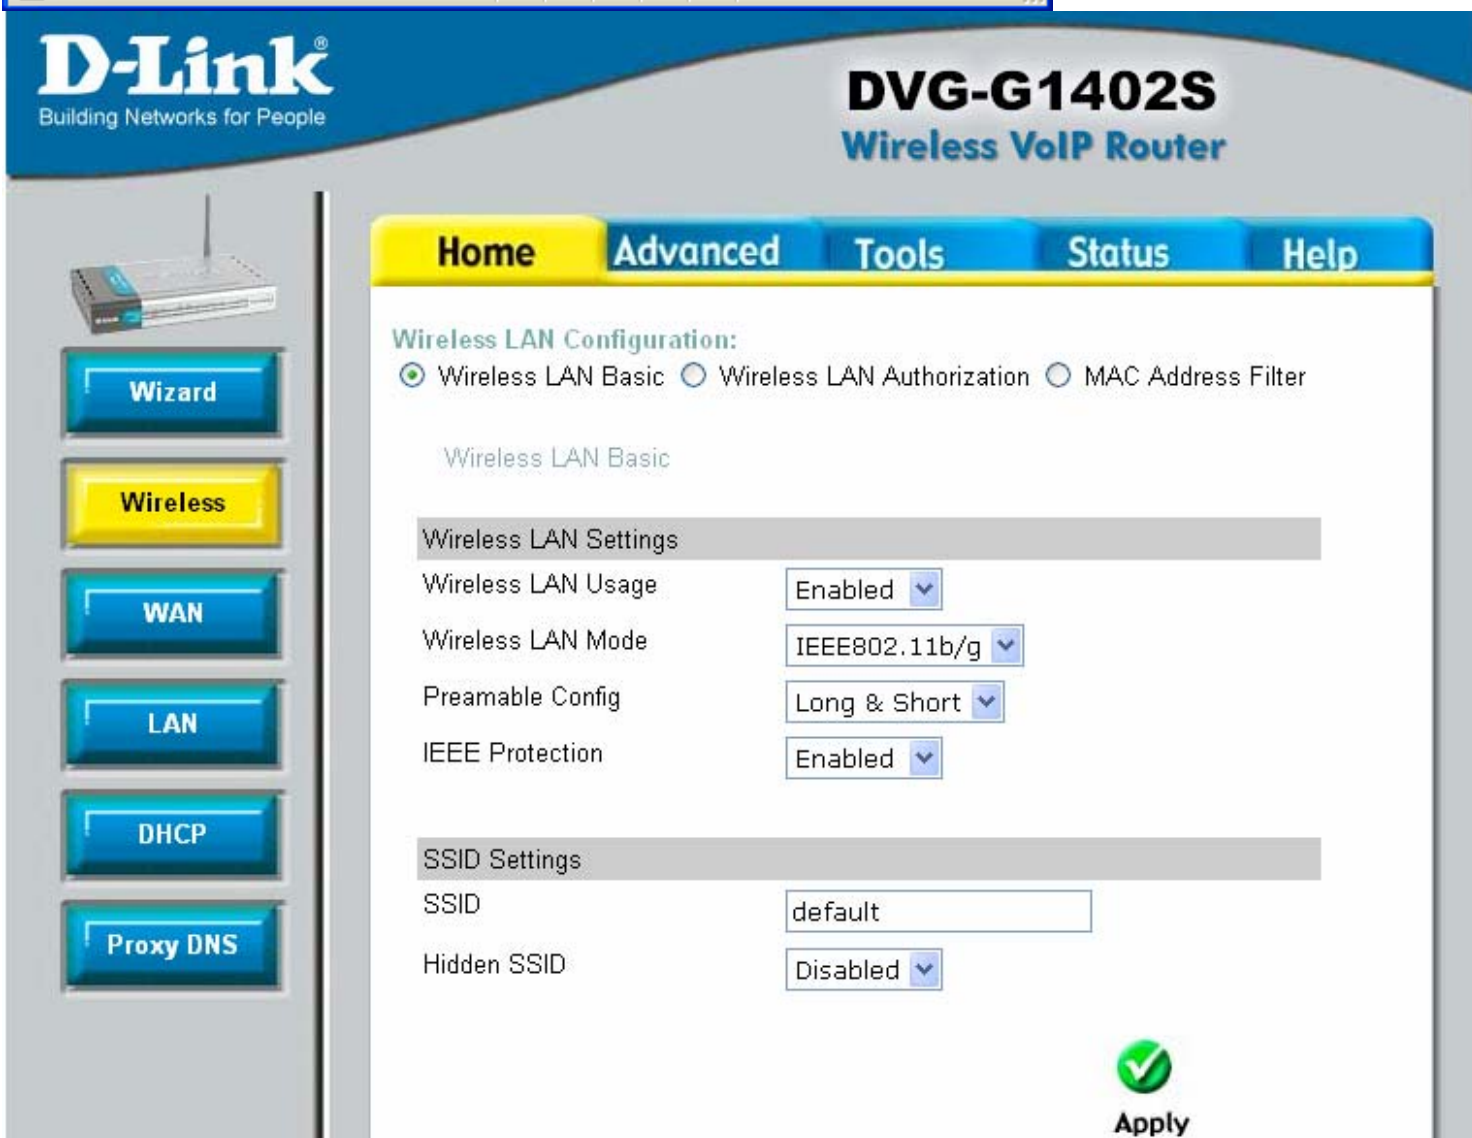 D-Link®
Building Networks for People
DVG-G1402S
Wireless VoIP Router
Home Advanced Tools Status Help
Wizard
Wireless
WAN
LAN
DHCP
Proxy DNS
Wireless LAN Configuration:
Wireless LAN Basic Wireless LAN Authorization MAC Address Filter
Wireless LAN Basic
Wireless LAN Settings
Wireless LAN Usage Enabled
Wireless LAN Mode IEEE802.11b/g
Preamable Config Long & Short
IEEE Protection Enabled
SSID Settings
SSID default
Hidden SSID Disabled
Apply